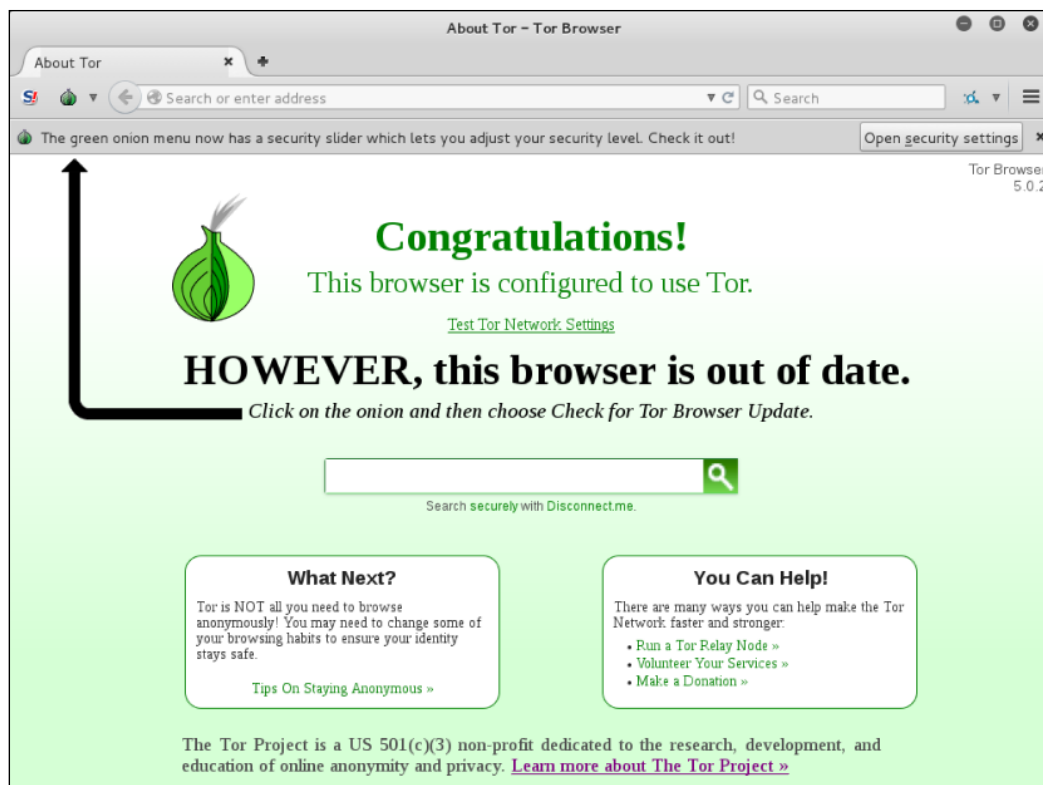 About Tor – Tor Browser
About Tor
S!
Search or enter address
Search
The green onion menu now has a security slider which lets you adjust your security level. Check it out!
Open security settings
Tor Browser
5.0.2
Congratulations!
This browser is configured to use Tor.
Test Tor Network Settings
HOWEVER, this browser is out of date.
Click on the onion and then choose Check for Tor Browser Update.
Search securely with Disconnect.me.
What Next?
Tor is NOT all you need to browse
anonymously! You may need to change some
of your browsing habits to ensure your identity
stays safe.
Tips On Staying Anonymous »
You Can Help!
There are many ways you can help make the Tor
Network faster and stronger:
• Run a Tor Relay Node »
• Volunteer Your Services »
• Make a Donation »
The Tor Project is a US 501(c)(3) non-profit dedicated to the research, development, and
education of online anonymity and privacy. Learn more about The Tor Project »